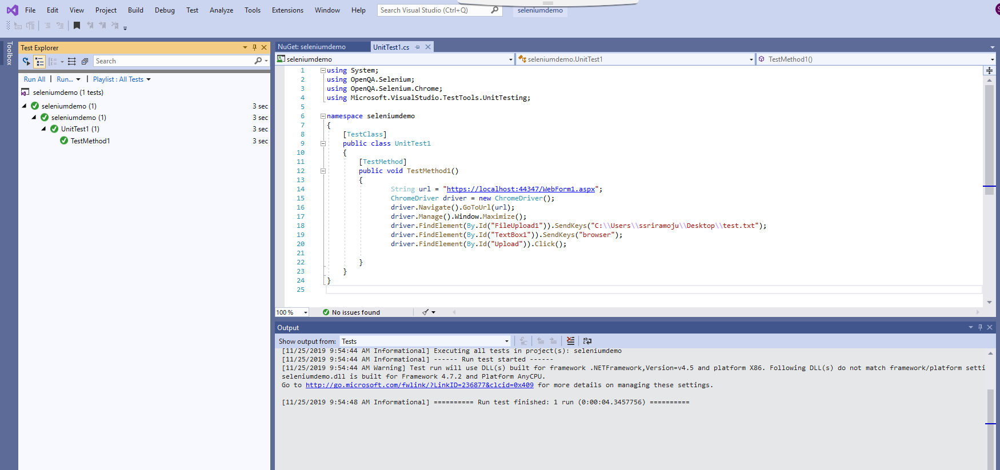 File Edit View Project Build Debug Test Analyze Tools Extensions Window Help Search Visual Studio (Ctrl+Q) seleniumdemo
Toolbox
Test Explorer
Search
Run All | Run... | Playlist : All Tests
seleniumdemo (1 tests)
seleniumdemo (1) 3 sec
seleniumdemo (1) 3 sec
UnitTest1 (1) 3 sec
TestMethod1 3 sec
NuGet: seleniumdemo UnitTest1.cs
seleniumdemo seleniumdemo.UnitTest1 TestMethod1()
1 using System;
2 using OpenQA.Selenium;
3 using OpenQA.Selenium.Chrome;
4 using Microsoft.VisualStudio.TestTools.UnitTesting;
5
6 namespace seleniumdemo
7 {
8 [TestClass]
9 public class UnitTest1
10 {
11 [TestMethod]
12 public void TestMethod1()
13 {
14 String url = "https://localhost:44347/WebForm1.aspx";
15 ChromeDriver driver = new ChromeDriver();
16 driver.Navigate().GoToUrl(url);
17 driver.Manage().Window.Maximize();
18 driver.FindElement(By.Id("FileUpload1")).SendKeys("C:\\Users\\ssriramoju\\Desktop\\test.txt");
19 driver.FindElement(By.Id("TextBox1")).SendKeys("browser");
20 driver.FindElement(By.Id("Upload")).Click();
21
22 }
23 }
24 }
25
100 % No issues found
Output
Show output from: Tests
[11/25/2019 9:54:44 AM Informational] Executing all tests in project(s): seleniumdemo
[11/25/2019 9:54:44 AM Informational] ------ Run test started ------
[11/25/2019 9:54:44 AM Warning] Test run will use DLL(s) built for framework .NETFramework,Version=v4.5 and platform X86. Following DLL(s) do not match framework/platform setti
seleniumdemo.dll is built for Framework 4.7.2 and Platform AnyCPU.
Go to http://go.microsoft.com/fwlink/?LinkID=236877&clcid=0x409 for more details on managing these settings.
[11/25/2019 9:54:48 AM Informational] ========== Run test finished: 1 run (0:00:04.3457756) ==========